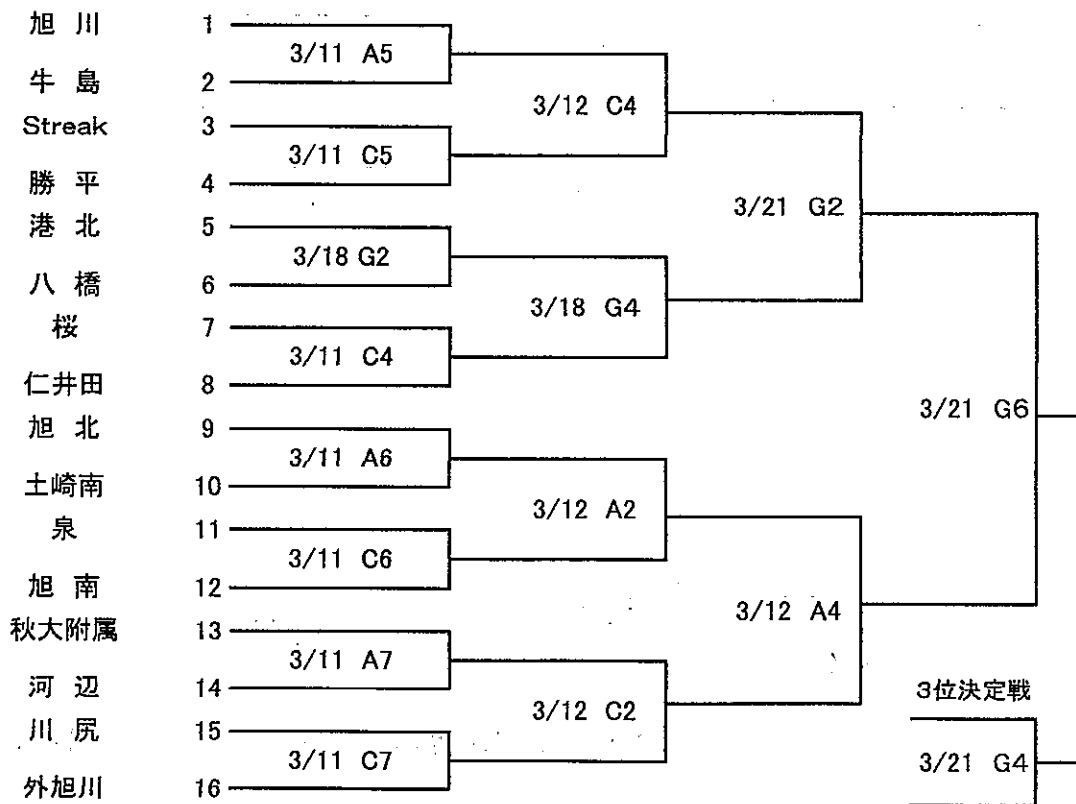 旭 川 1
3/11 A5
牛 島 2
3/12 C4
Streak 3
3/11 C5
勝 平 4
3/21 G2
港 北 5
3/18 G2
八 橋 6
3/18 G4
桜 7
3/11 C4
仁井田 8
3/21 G6
旭 北 9
3/11 A6
土崎南 10
3/12 A2
泉 11
3/11 C6
旭 南 12
3/12 A4
秋大附属 13
3/11 A7
河 辺 14
3/12 C2
川 尻 15
3/11 C7
外旭川 16
3位決定戦
3/21 G4